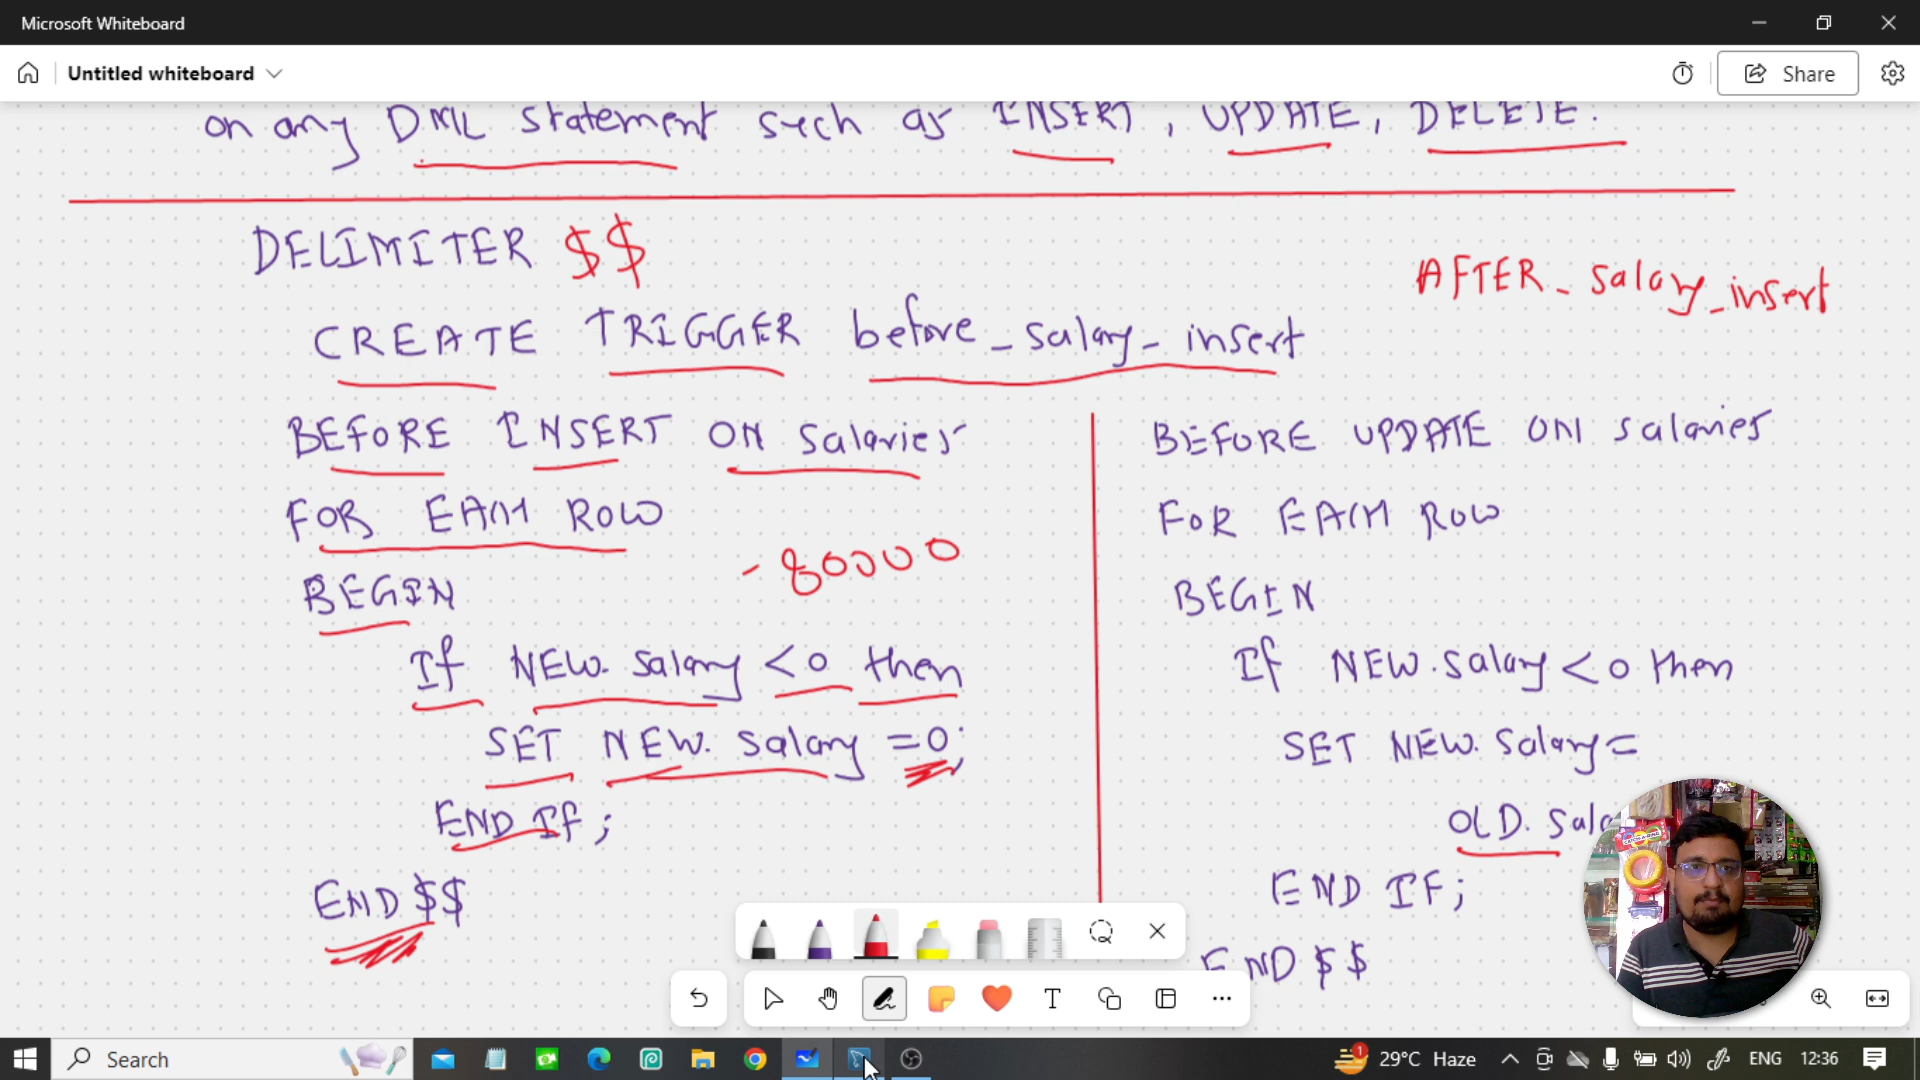 Microsoft Whiteboard
Untitled whiteboard
Share
on any DML statement such as INSERT, UPDATE, DELETE.
DELIMITER $$
AFTER_salary_insert
CREATE TRIGGER before_salary_insert
BEFORE INSERT ON salaries
FOR EACH ROW
-80000
BEGIN
If NEW.salary <0 then
SET NEW.salary =0;
END If;
END $$
BEFORE UPDATE ON salaries
FOR EACH ROW
BEGIN
If NEW.salary <0 then
SET NEW.salary =
OLD.
END IF;
END $$
Search
1
29°C Haze
ENG
12:36